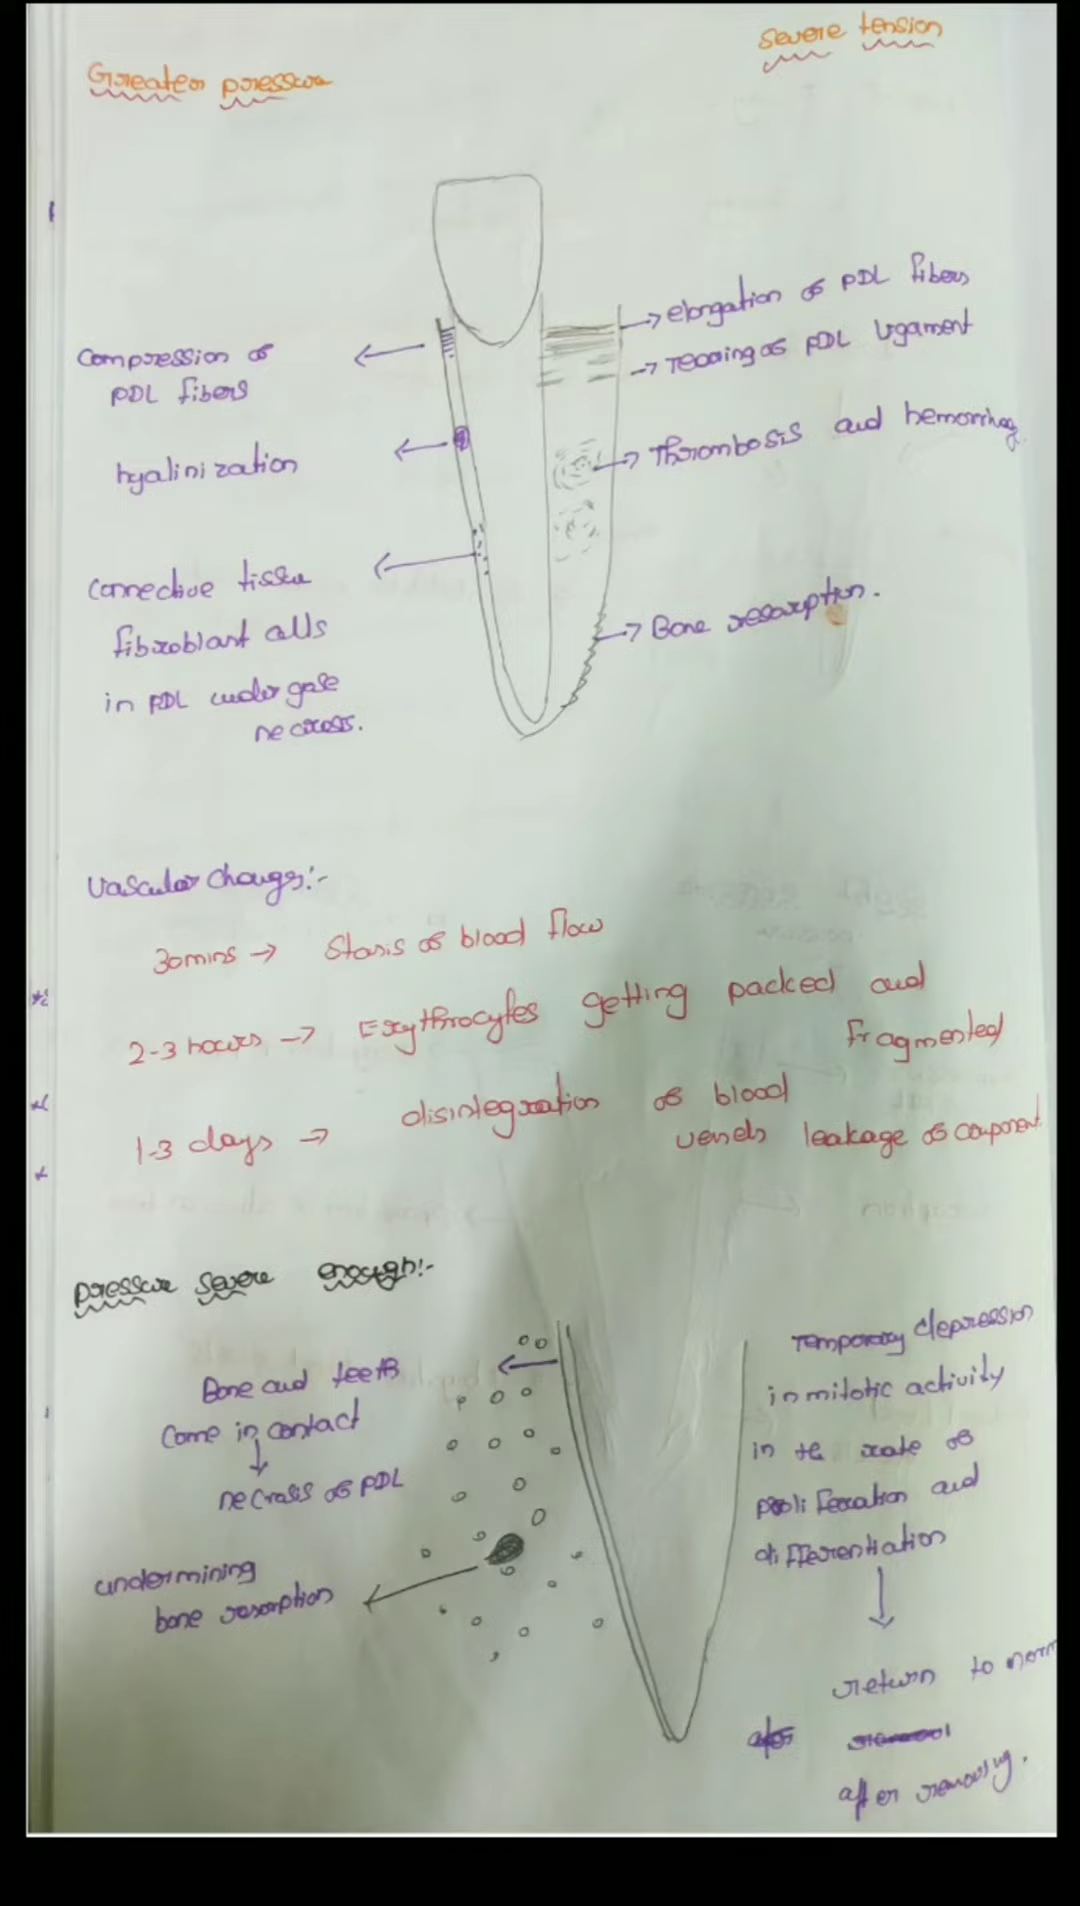 Severe tension
Greater pressure
elongation of PDL fibers
Compression of
PDL fibers
Tearing of PDL ligament
Thrombosis and hemorrhag
hyalinization
Connective tissue
fibroblast cells
in PDL undergose
necrosis.
Bone resorption.
Vascular changes:-
30mins → Stasis of blood flow
2-3 hours → Erythrocytes getting packed and
fragmented
1-3 days → disintegration of blood
vessels leakage of component
pressure severe enough:-
Bone and teeth
Come in contact
↓
necrosis of PDL
undermining
bone resorption
Temporary depression
in mitotic activity
in the rate of
proliferation and
differentiation
↓
return to norm
after removing.